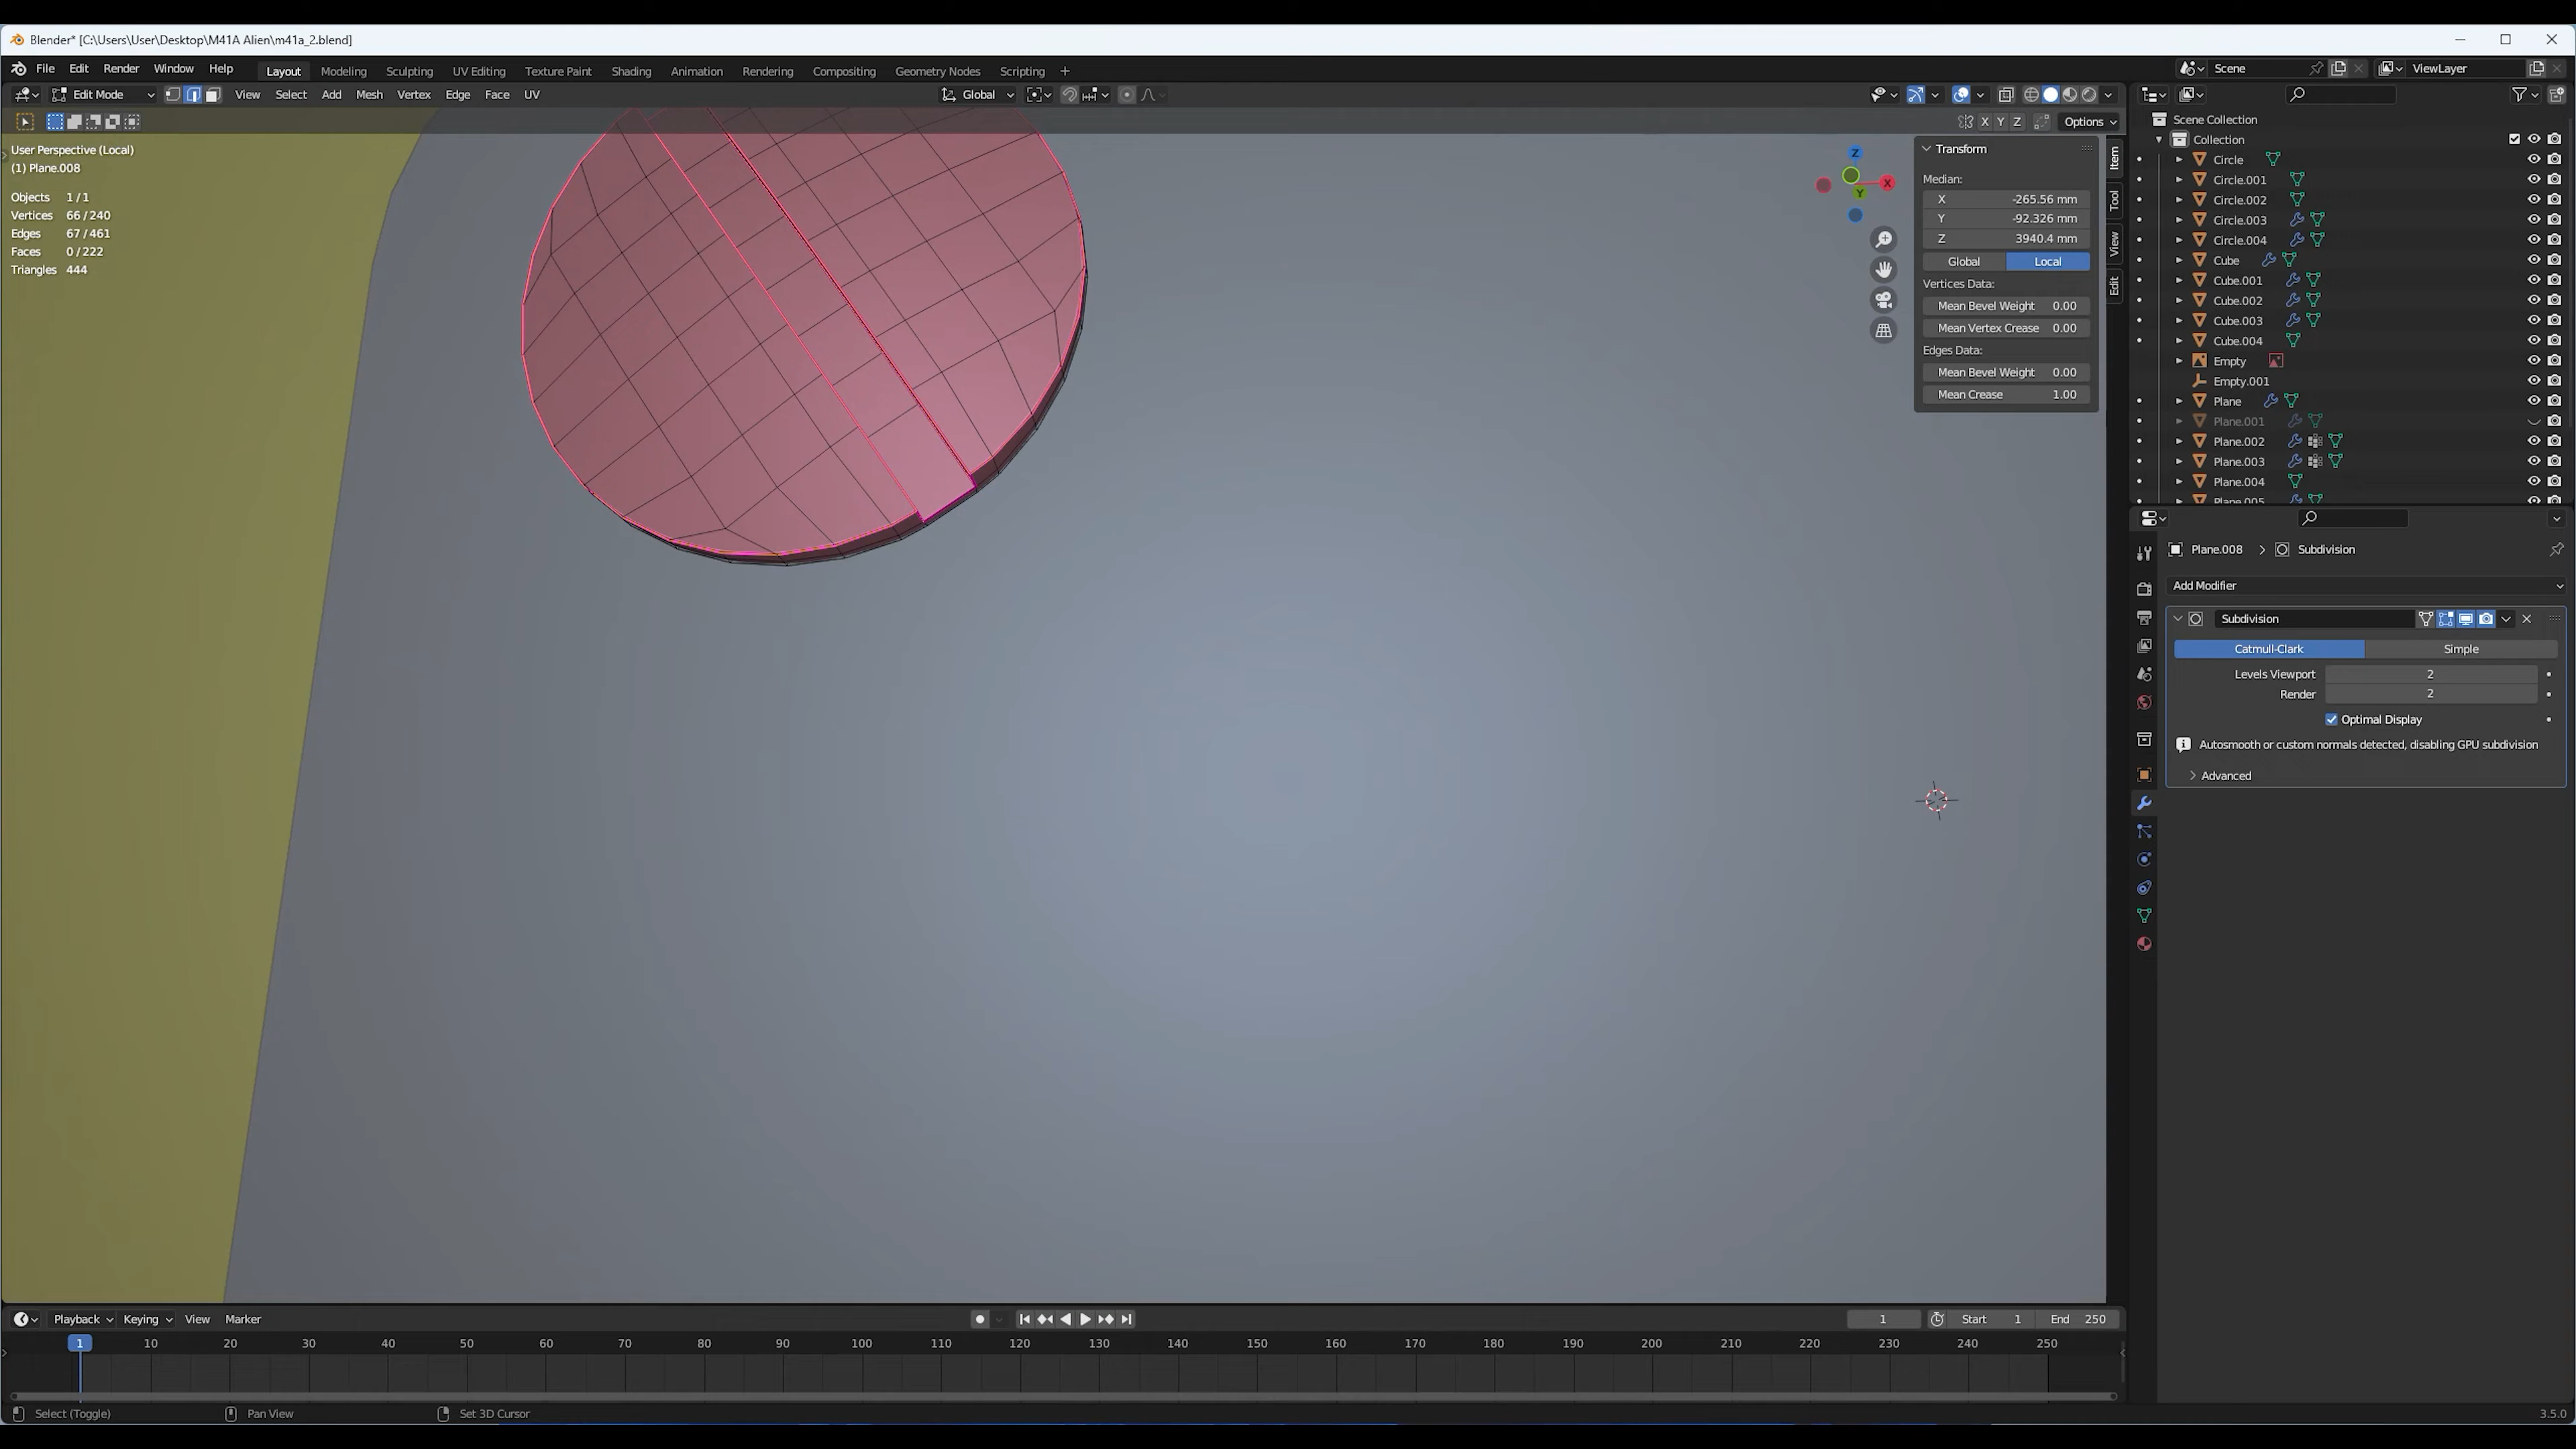 Blender* [C:\Users\User\Desktop\M41A Alien\m41a_2.blend]
File Edit Render Window Help Layout Modeling Sculpting UV Editing Texture Paint Shading Animation Rendering Compositing Geometry Nodes Scripting + Scene ViewLayer
Edit Mode View Select Add Mesh Vertex Edge Face UV Global
X Y Z Options
User Perspective (Local)
(1) Plane.008
Objects 1 / 1
Vertices 66 / 240
Edges 67 / 461
Faces 0 / 222
Triangles 444
Z
X
Y
Transform
Median:
X -265.56 mm
Y -92.326 mm
Z 3940.4 mm
Global Local
Vertices Data:
Mean Bevel Weight 0.00
Mean Vertex Crease 0.00
Edges Data:
Mean Bevel Weight 0.00
Mean Crease 1.00
Item
Tool
View
Edit
Scene Collection
Collection
Circle
Circle.001
Circle.002
Circle.003
Circle.004
Cube
Cube.001
Cube.002
Cube.003
Cube.004
Empty
Empty.001
Plane
Plane.001
Plane.002
Plane.003
Plane.004
Plane.005
Plane.008 > Subdivision
Add Modifier
Subdivision
Catmull-Clark Simple
Levels Viewport 2
Render 2
Optimal Display
Autosmooth or custom normals detected, disabling GPU subdivision
Advanced
Playback Keying View Marker 1 Start 1 End 250
1 10 20 30 40 50 60 70 80 90 100 110 120 130 140 150 160 170 180 190 200 210 220 230 240 250
Select (Toggle) Pan View Set 3D Cursor 3.5.0